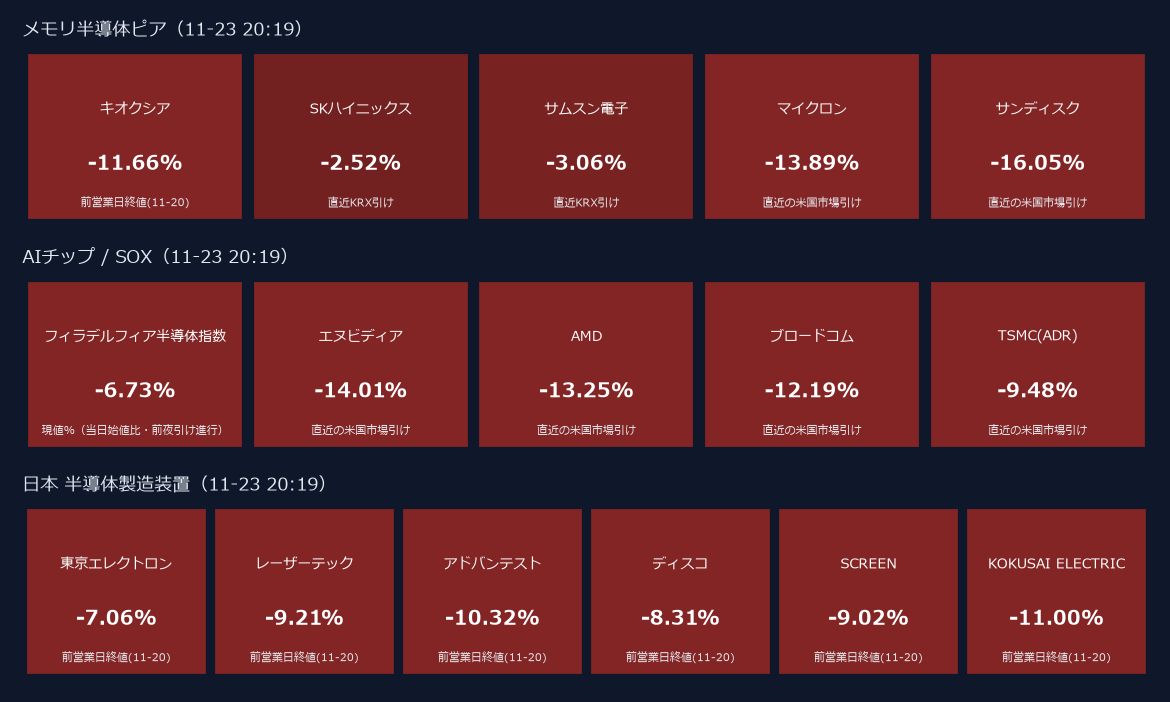 メモリ半導体ピア（11-23 20:19）
キオクシア
-11.66%
前営業日終値(11-20)
SKハイニックス
-2.52%
直近KRX引け
サムスン電子
-3.06%
直近KRX引け
マイクロン
-13.89%
直近の米国市場引け
サンディスク
-16.05%
直近の米国市場引け
AIチップ / SOX（11-23 20:19）
フィラデルフィア半導体指数
-6.73%
現値%（当日始値比・前夜引け進行）
エヌビディア
-14.01%
直近の米国市場引け
AMD
-13.25%
直近の米国市場引け
ブロードコム
-12.19%
直近の米国市場引け
TSMC(ADR)
-9.48%
直近の米国市場引け
日本 半導体製造装置（11-23 20:19）
東京エレクトロン
-7.06%
前営業日終値(11-20)
レーザーテック
-9.21%
前営業日終値(11-20)
アドバンテスト
-10.32%
前営業日終値(11-20)
ディスコ
-8.31%
前営業日終値(11-20)
SCREEN
-9.02%
前営業日終値(11-20)
KOKUSAI ELECTRIC
-11.00%
前営業日終値(11-20)